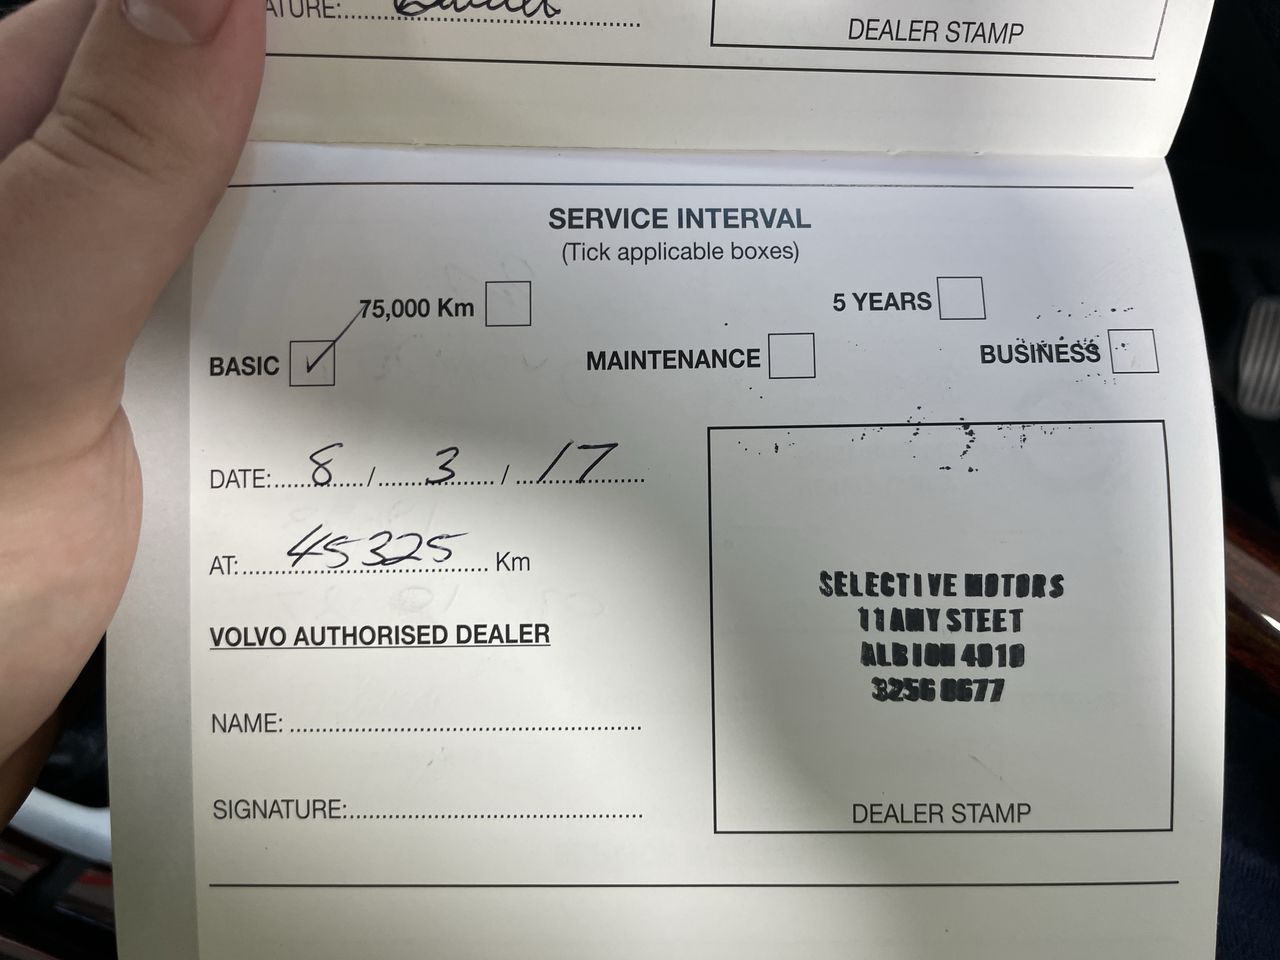 ATURE:
DEALER STAMP
SERVICE INTERVAL
(Tick applicable boxes)
75,000 Km
5 YEARS
BASIC
MAINTENANCE
BUSINESS
DATE: 8 / 3 / 17
AT: 45325 Km
VOLVO AUTHORISED DEALER
NAME:
SIGNATURE:
SELECTIVE MOTORS
11 AMY STEET
ALBION 4010
3256 0677
DEALER STAMP